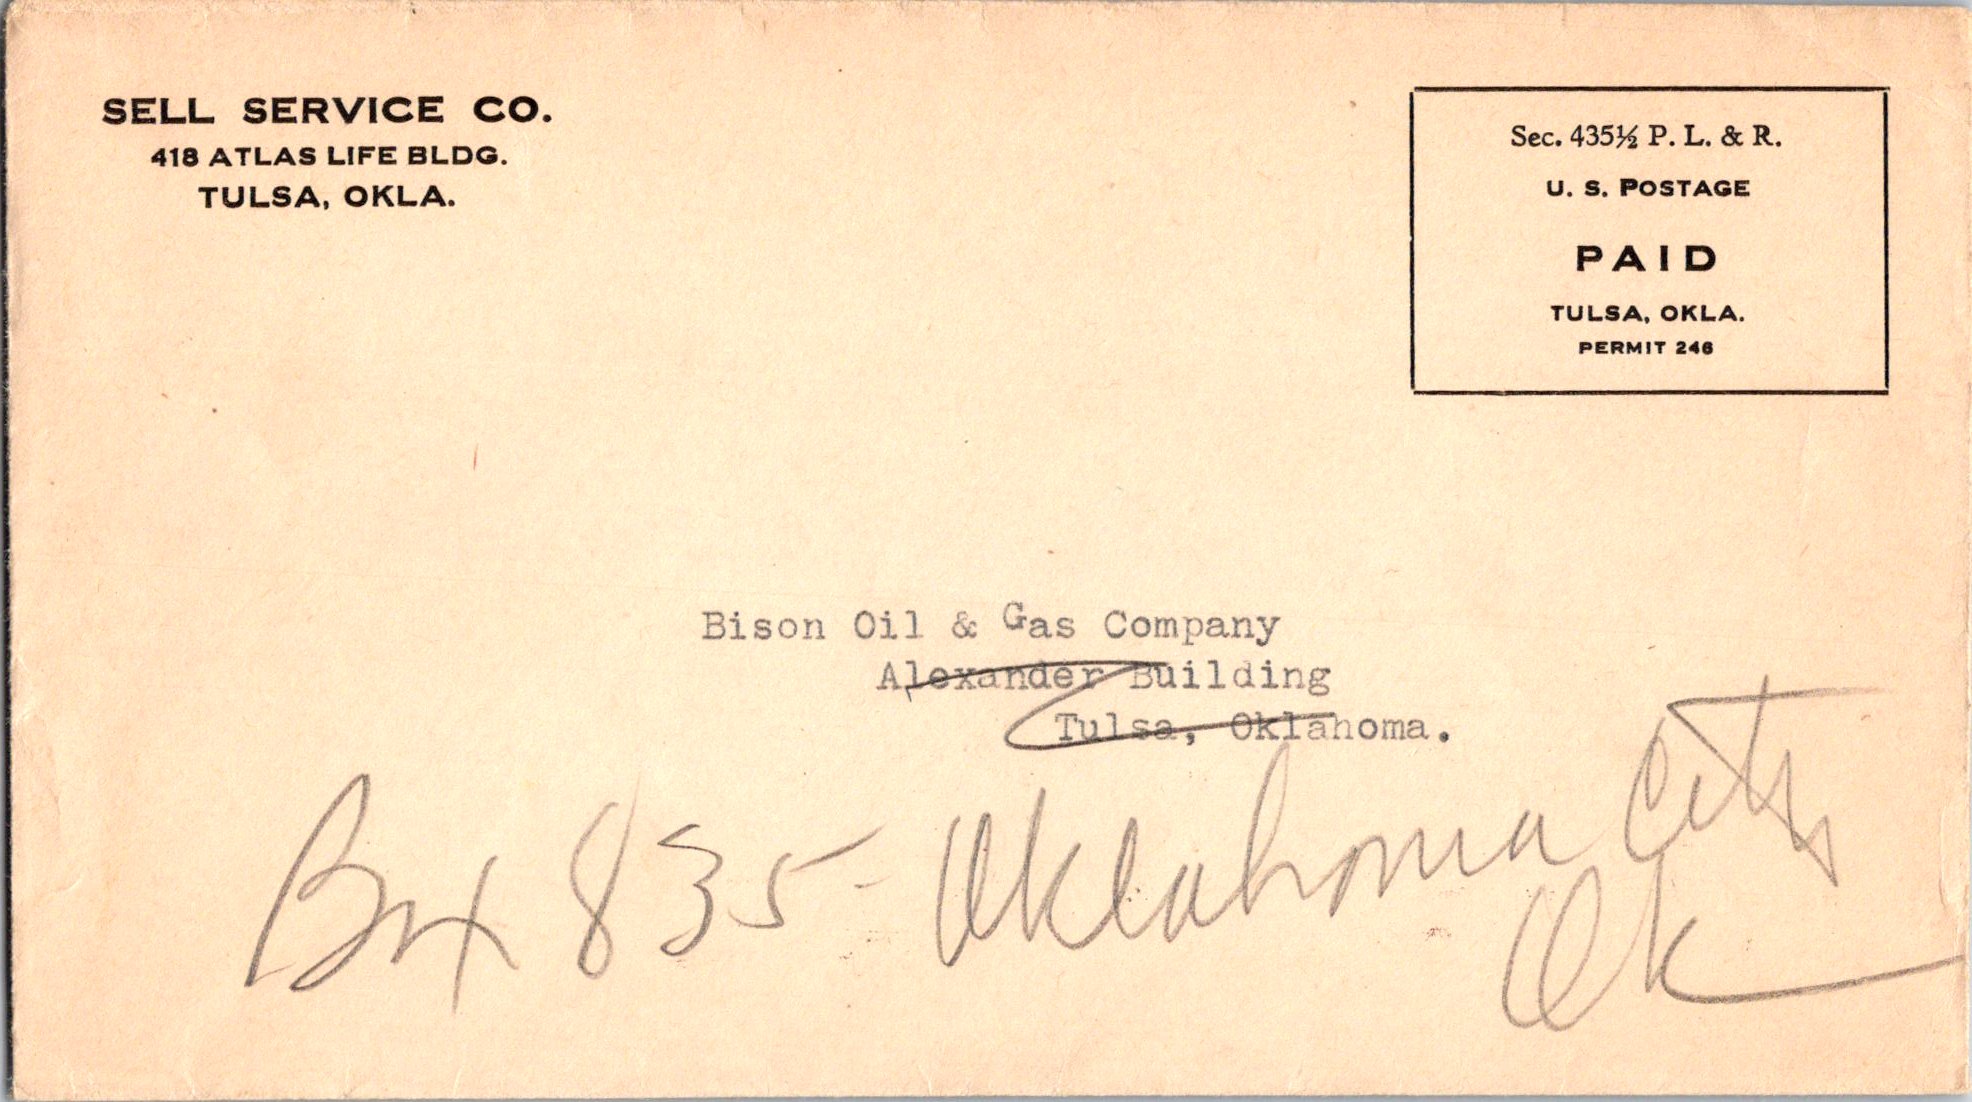 SELL SERVICE CO.
418 ATLAS LIFE BLDG.
TULSA, OKLA.
Sec. 435½ P. L. & R.
U. S. POSTAGE
PAID
TULSA, OKLA.
PERMIT 246
Bison Oil & Gas Company
Alexander Building
Tulsa, Oklahoma.
Box 835 - Oklahoma City
Ok